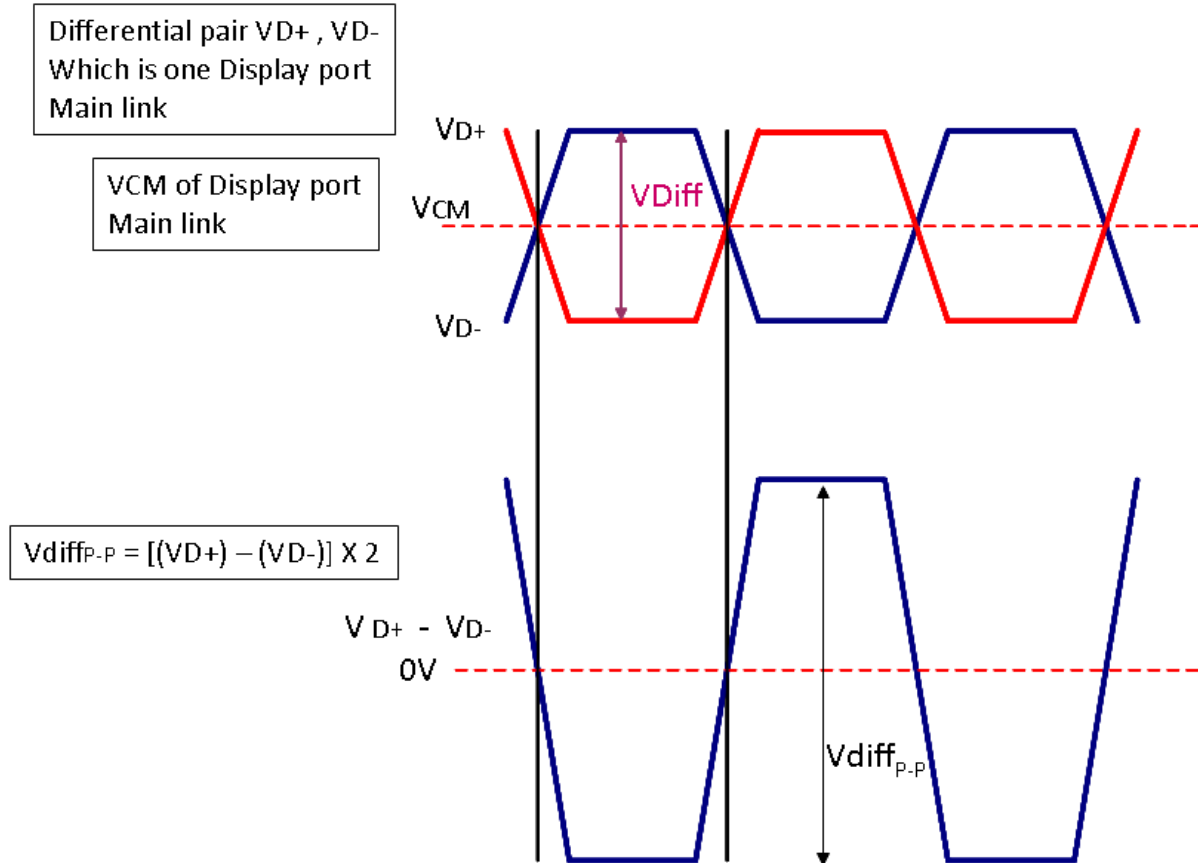 Differential pair VD+ , VD-
Which is one Display port
Main link
VCM of Display port
Main link
VD+
VDiff
VCM
VD-
VdiffP-P = [(VD+) – (VD-)] X 2
V D+ - VD-
0V
VdiffP-P